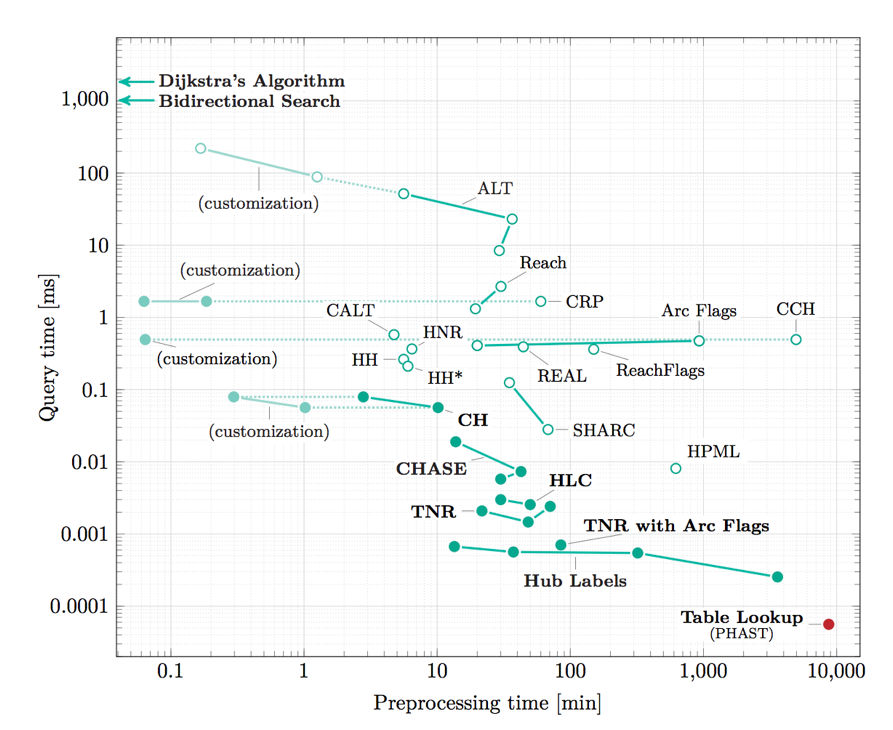 Dijkstra's Algorithm
Bidirectional Search
1,000
100
10
1
0.1
0.01
0.001
0.0001
Query time [ms]
(customization)
ALT
(customization)
Reach
CRP
CALT
HNR
Arc Flags
CCH
(customization)
HH
HH*
REAL
ReachFlags
(customization)
CH
SHARC
CHASE
HPML
HLC
TNR
TNR with Arc Flags
Hub Labels
Table Lookup
(PHAST)
0.1
1
10
100
1,000
10,000
Preprocessing time [min]